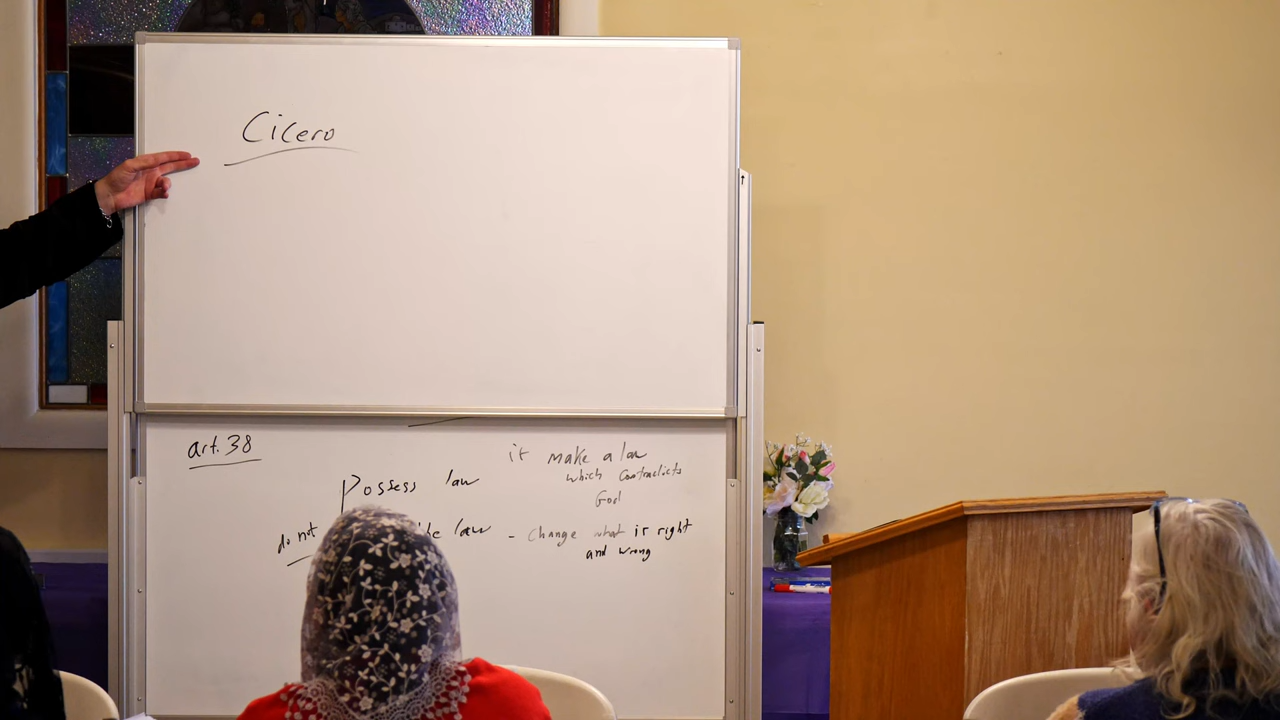 Cicero
art. 38
it make a law
which Contradicts
God
Possess law
do not
law - Change what is right
and wrong